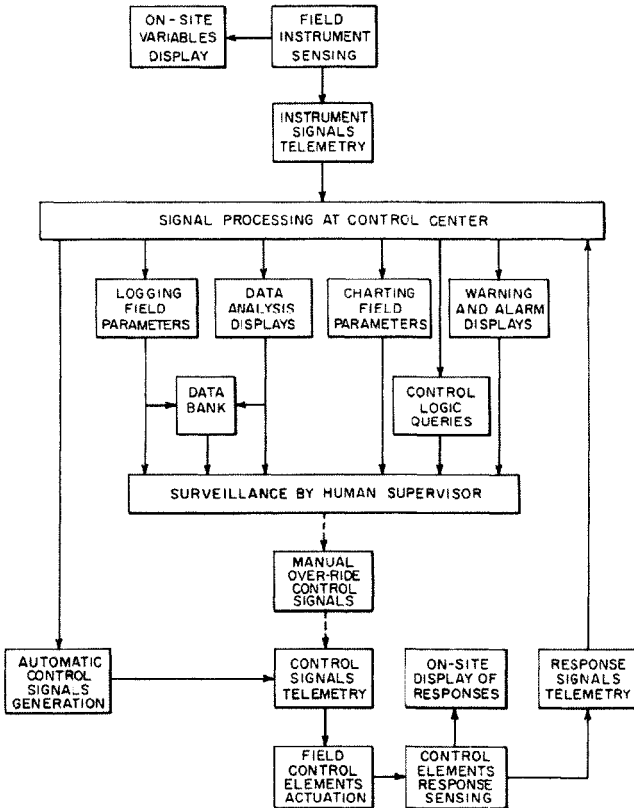 ON-SITE
VARIABLES
DISPLAY
FIELD
INSTRUMENT
SENSING
INSTRUMENT
SIGNALS
TELEMETRY
SIGNAL PROCESSING AT CONTROL CENTER
LOGGING
FIELD
PARAMETERS
DATA
ANALYSIS
DISPLAYS
CHARTING
FIELD
PARAMETERS
WARNING
AND ALARM
DISPLAYS
DATA
BANK
CONTROL
LOGIC
QUERIES
SURVEILLANCE BY HUMAN SUPERVISOR
MANUAL
OVER-RIDE
CONTROL
SIGNALS
AUTOMATIC
CONTROL
SIGNALS
GENERATION
CONTROL
SIGNALS
TELEMETRY
ON-SITE
DISPLAY OF
RESPONSES
RESPONSE
SIGNALS
TELEMETRY
FIELD
CONTROL
ELEMENTS
ACTUATION
CONTROL
ELEMENTS
RESPONSE
SENSING